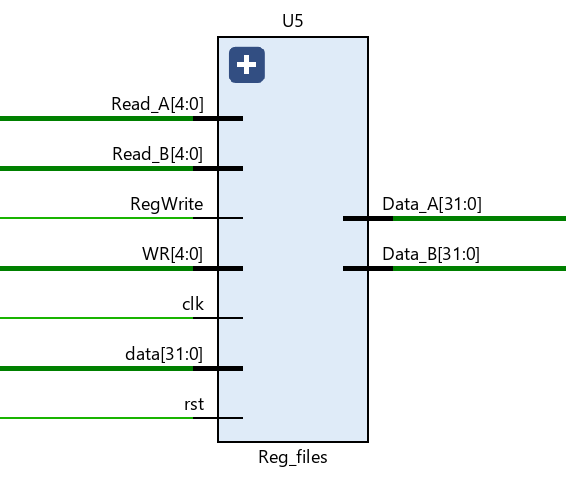 U5
Read_A[4:0]
Read_B[4:0]
RegWrite
WR[4:0]
clk
data[31:0]
rst
Data_A[31:0]
Data_B[31:0]
Reg_files